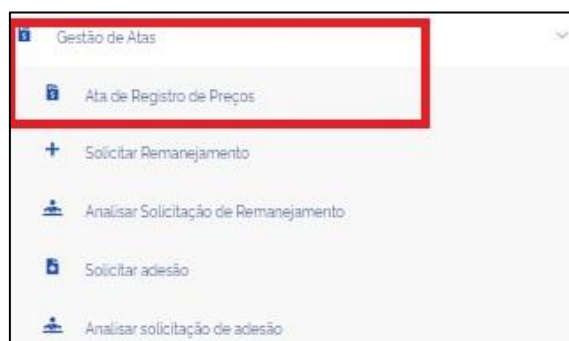 Gestão de Atas
Ata de Registro de Preços
Solicitar Remanejamento
Analisar Solicitação de Remanejamento
Solicitar adesão
Analisar solicitação de adesão